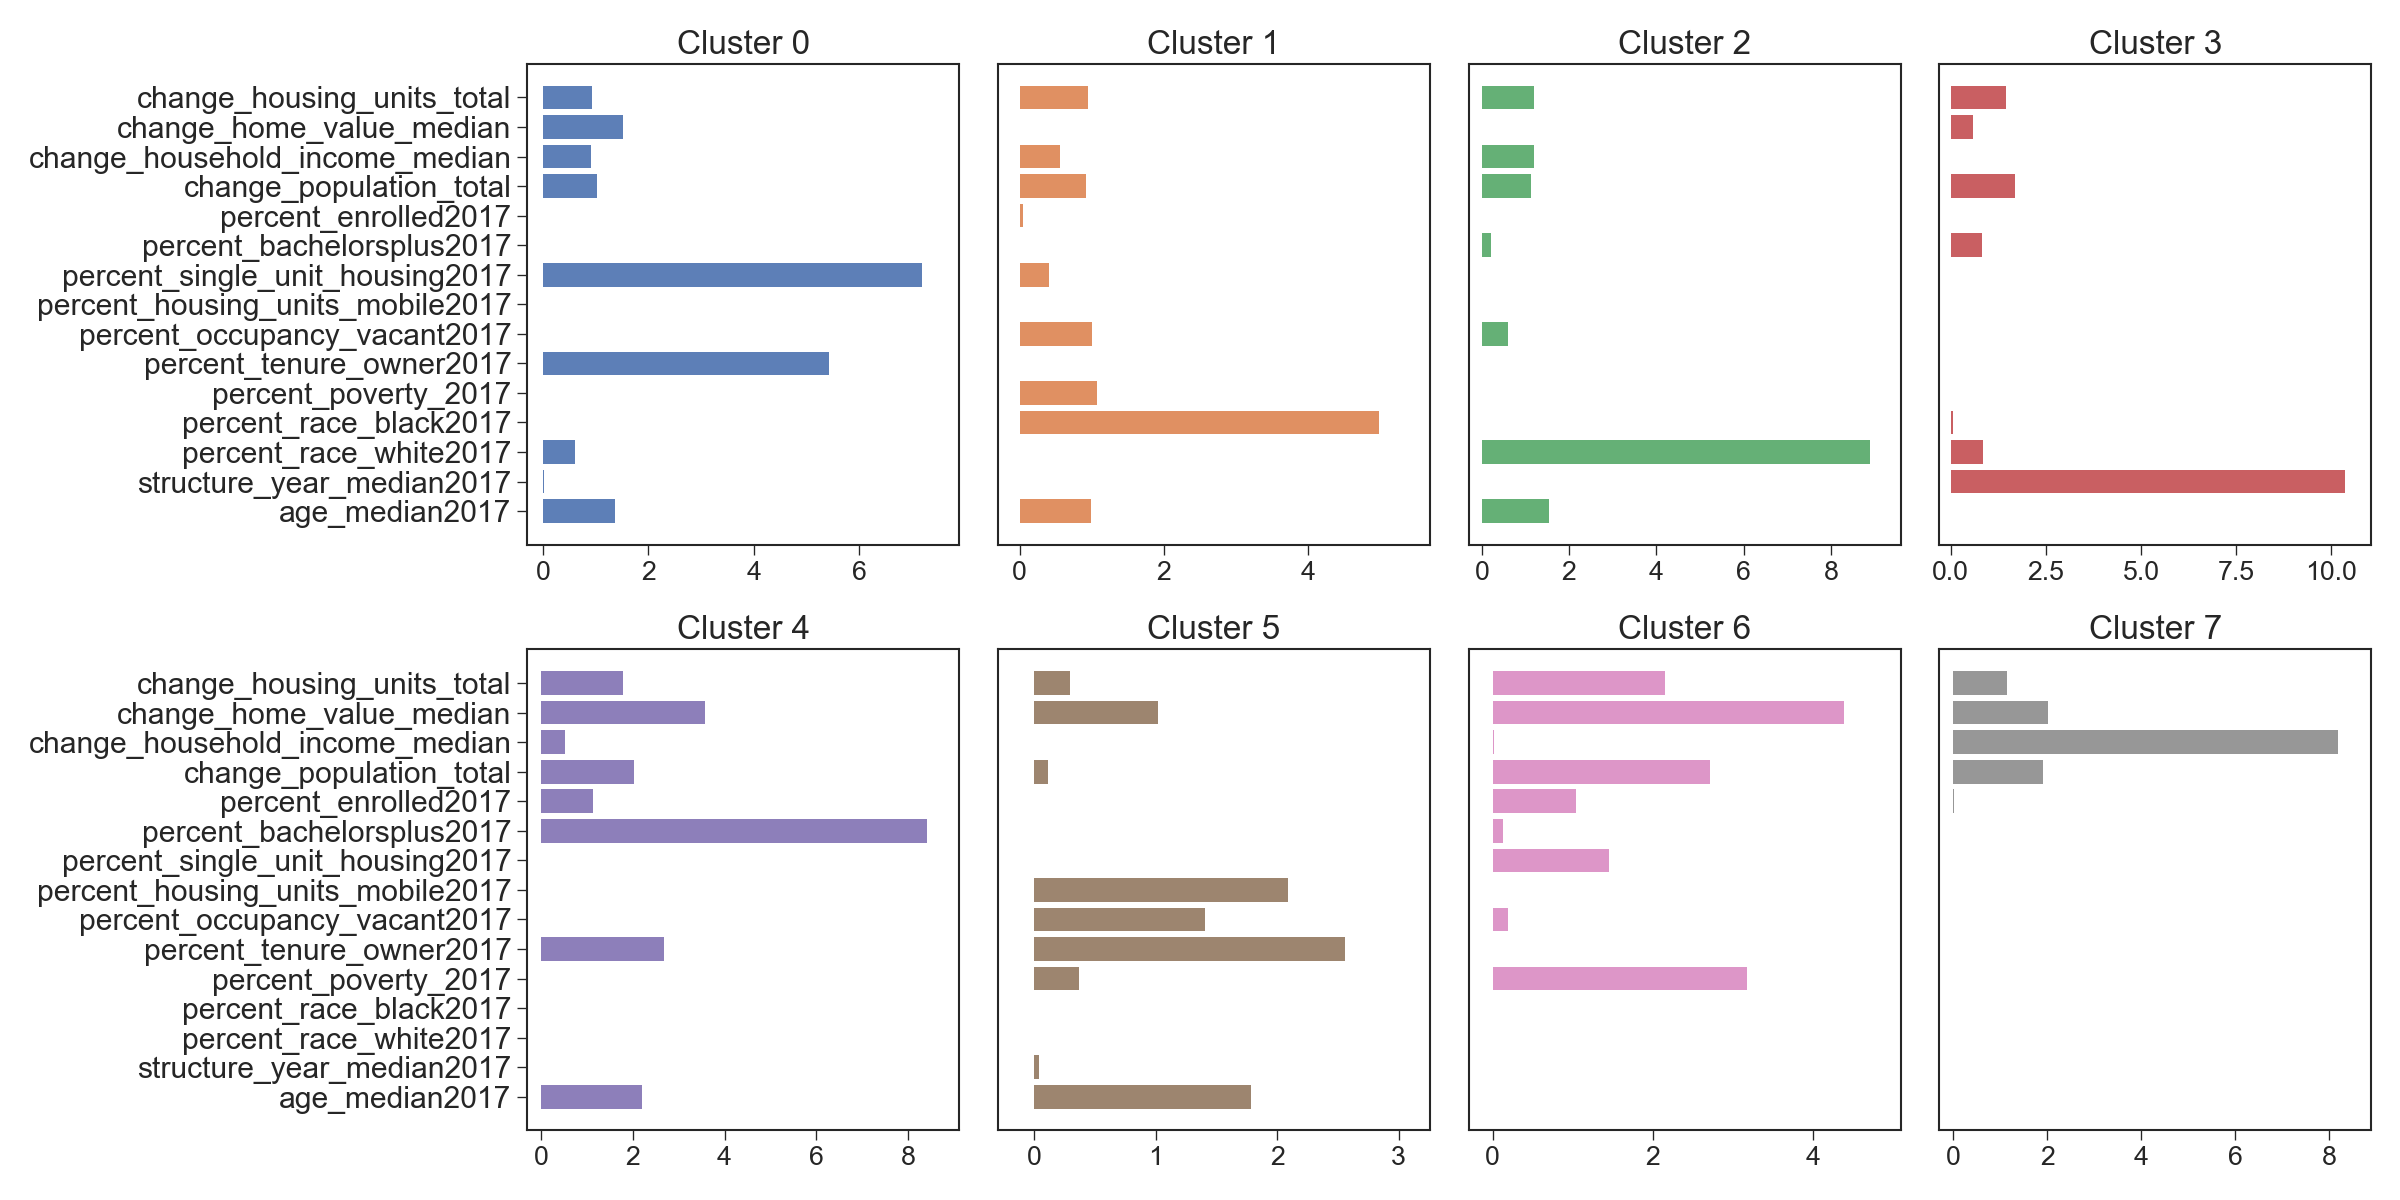 Cluster 0 Cluster 1 Cluster 2 Cluster 3
change_housing_units_total
change_home_value_median
change_household_income_median
change_population_total
percent_enrolled2017
percent_bachelorsplus2017
percent_single_unit_housing2017
percent_housing_units_mobile2017
percent_occupancy_vacant2017
percent_tenure_owner2017
percent_poverty_2017
percent_race_black2017
percent_race_white2017
structure_year_median2017
age_median2017
0 2 4 6 0 2 4 0 2 4 6 8 0.0 2.5 5.0 7.5 10.0
Cluster 4 Cluster 5 Cluster 6 Cluster 7
change_housing_units_total
change_home_value_median
change_household_income_median
change_population_total
percent_enrolled2017
percent_bachelorsplus2017
percent_single_unit_housing2017
percent_housing_units_mobile2017
percent_occupancy_vacant2017
percent_tenure_owner2017
percent_poverty_2017
percent_race_black2017
percent_race_white2017
structure_year_median2017
age_median2017
0 2 4 6 8 0 1 2 3 0 2 4 0 2 4 6 8